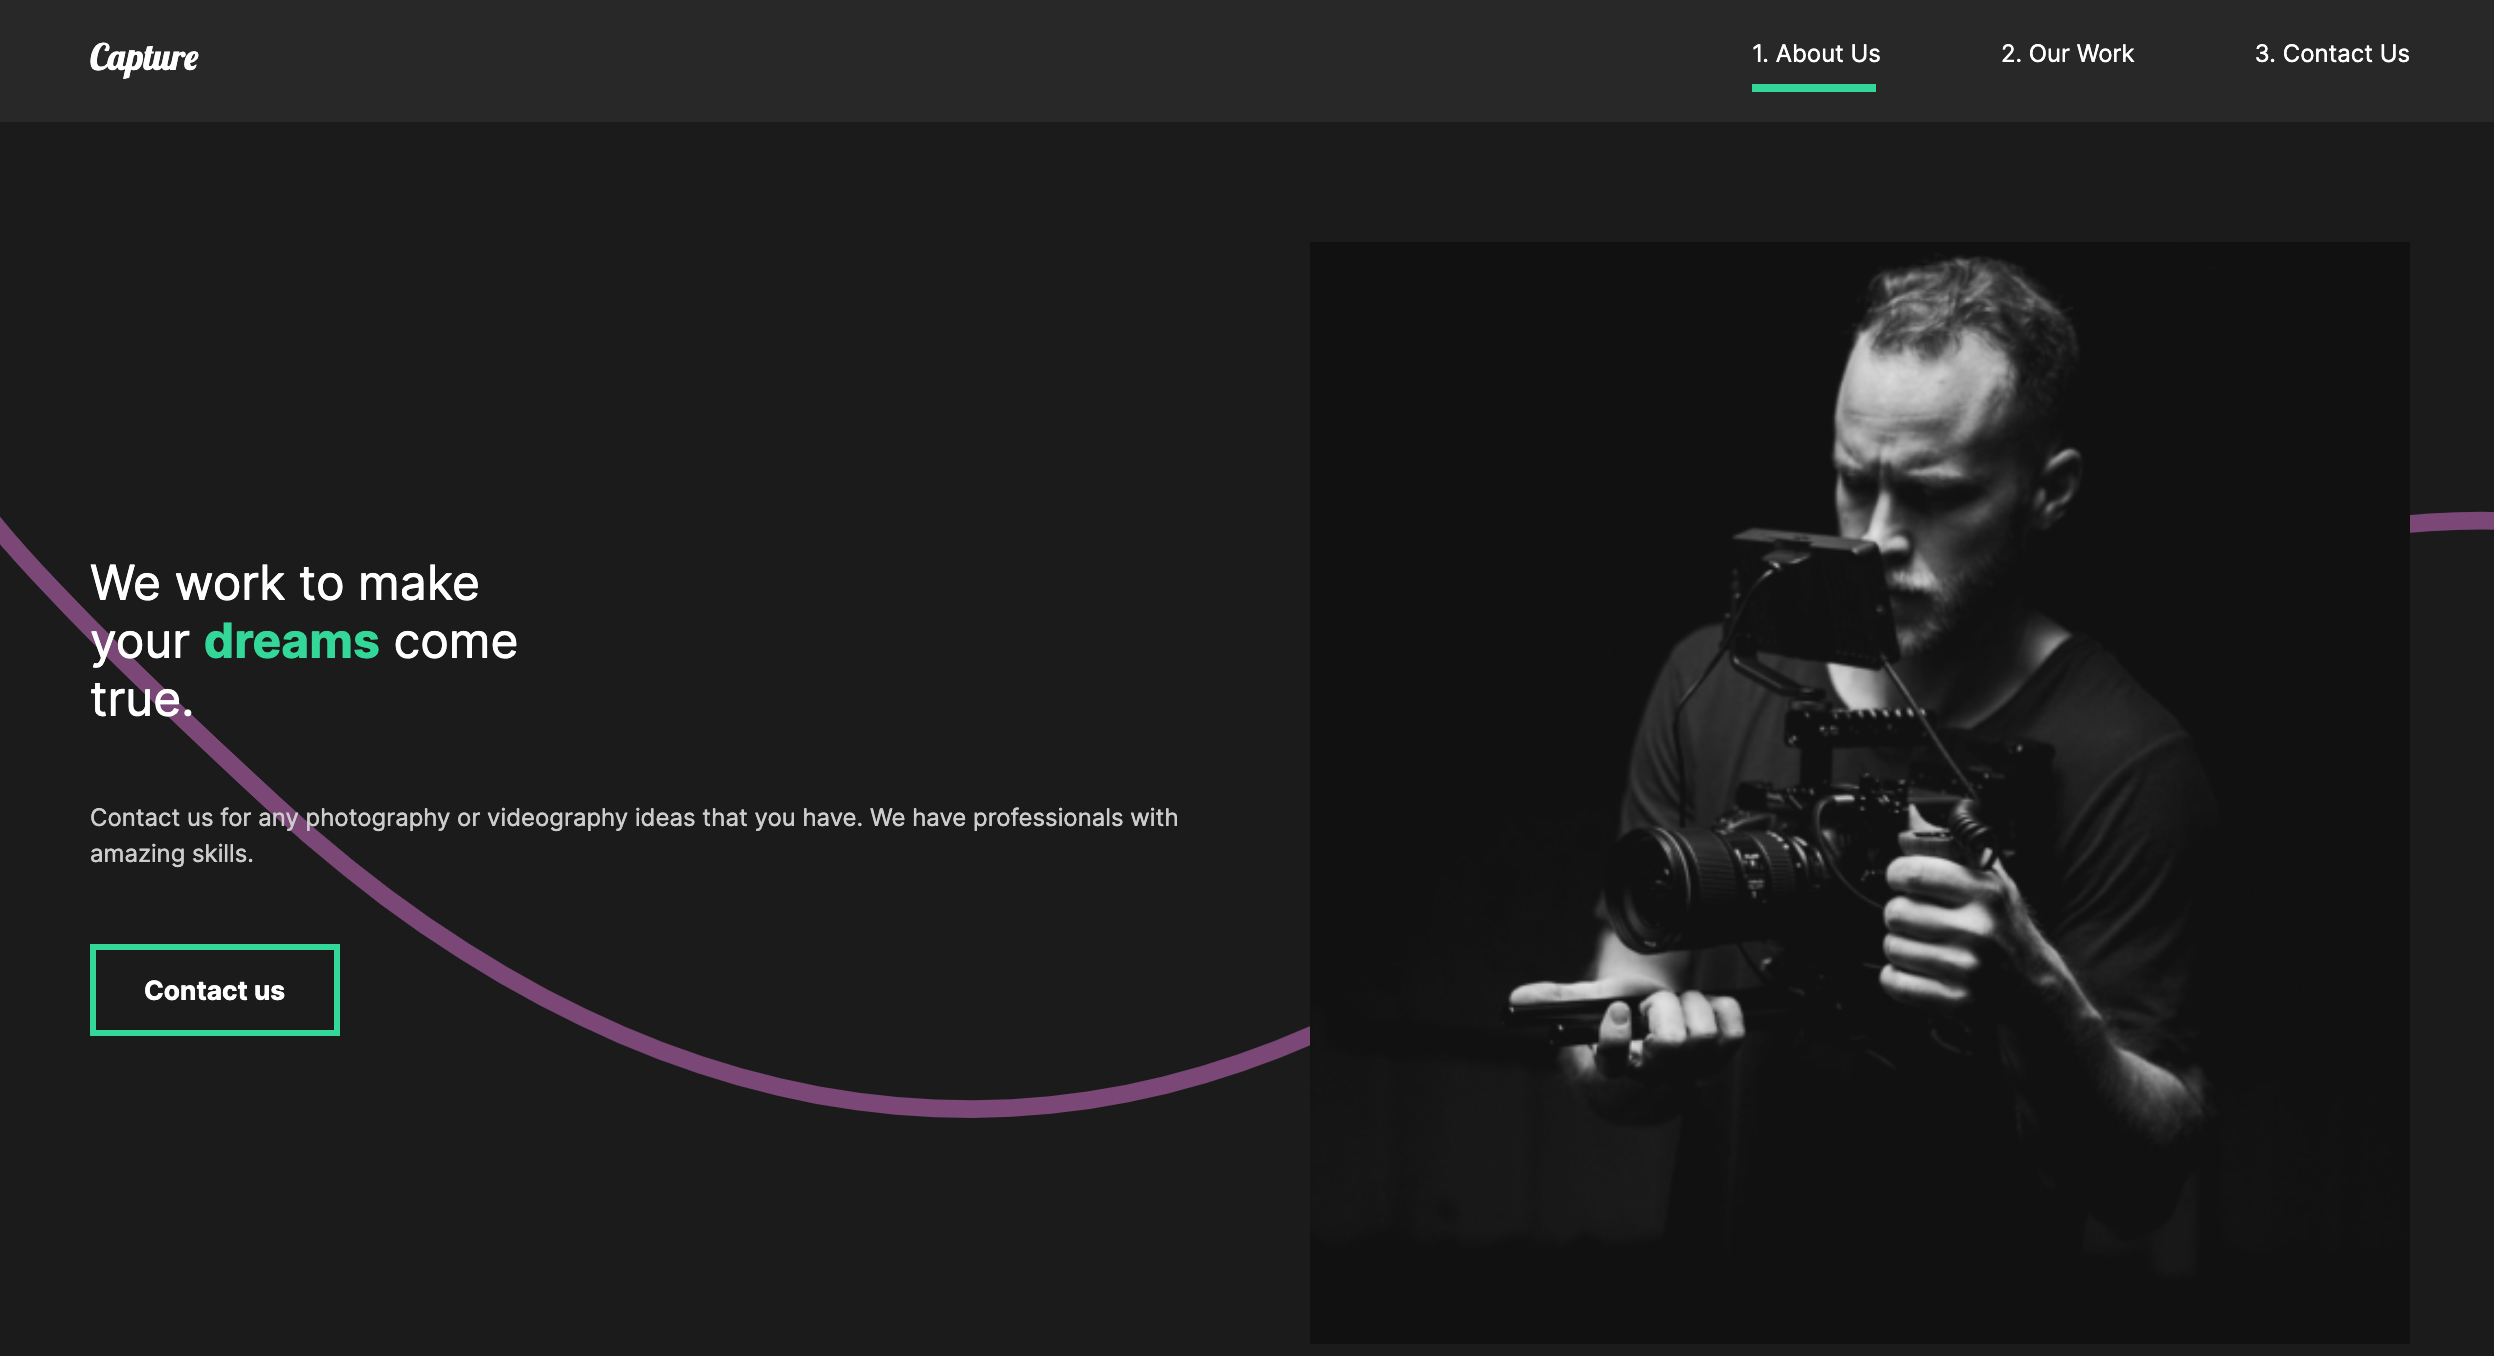 Capture
1. About Us
2. Our Work
3. Contact Us
We work to make
your dreams come
true.
Contact us for any photography or videography ideas that you have. We have professionals with
amazing skills.
Contact us